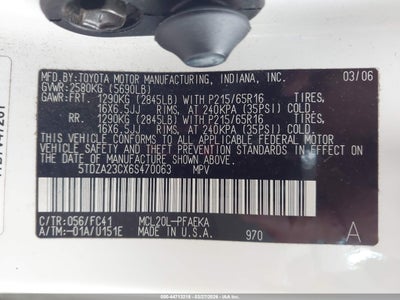 MFD. BY: TOYOTA MOTOR MANUFACTURING, INDIANA, INC. 03/06
GVWR: 2580KG (5690LB)
GAWR: FRT. 1290KG (2845LB) WITH P215/65R16 TIRES,
16X6.5JJ RIMS, AT 240KPA (35PSI) COLD.
RR. 1290KG (2845LB) WITH P215/65R16 TIRES,
16X6.5JJ RIMS, AT 240KPA (35PSI) COLD.
THIS VEHICLE CONFORMS TO ALL APPLICABLE FEDERAL MOTOR
VEHICLE SAFETY AND THEFT PREVENTION STANDARDS IN EFFECT
ON THE DATE OF MANUFACTURE SHOWN ABOVE.
5TDZA23CX6S470063 MPV
C/TR: 056/FC41 MCL20L-PFAEKA
A/TM: -01A/U151E MADE IN U.S.A. 970 A